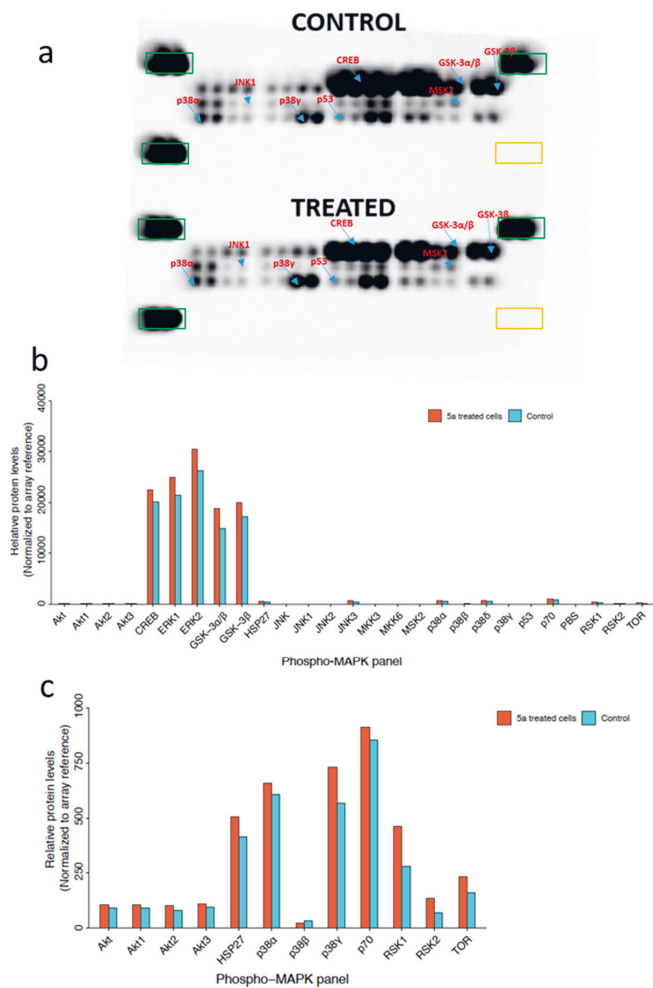 a
CONTROL
CREB
GSK-3α/β
GSK-3β
JNK1
MSK2
p38α
p38γ
p53
TREATED
CREB
GSK-3α/β
GSK-3β
JNK1
MSK2
p38α
p38γ
p53
b
Relative protein levels
(Normalized to array reference)
40000
30000
20000
10000
0
5a treated cells
Control
Akt
Akt1
Akt2
Akt3
CREB
ERK1
ERK2
GSK-3α/β
GSK-3β
HSP27
JNK
JNK1
JNK2
JNK3
MKK3
MKK6
MSK2
p38α
p38β
p38δ
p38γ
p53
p70
PBS
RSK1
RSK2
TOR
Phospho-MAPK panel
c
Relative protein levels
(Normalized to array reference)
1000
750
500
250
0
5a treated cells
Control
Akt
Akt1
Akt2
Akt3
HSP27
p38α
p38β
p38γ
p70
RSK1
RSK2
TOR
Phospho-MAPK panel